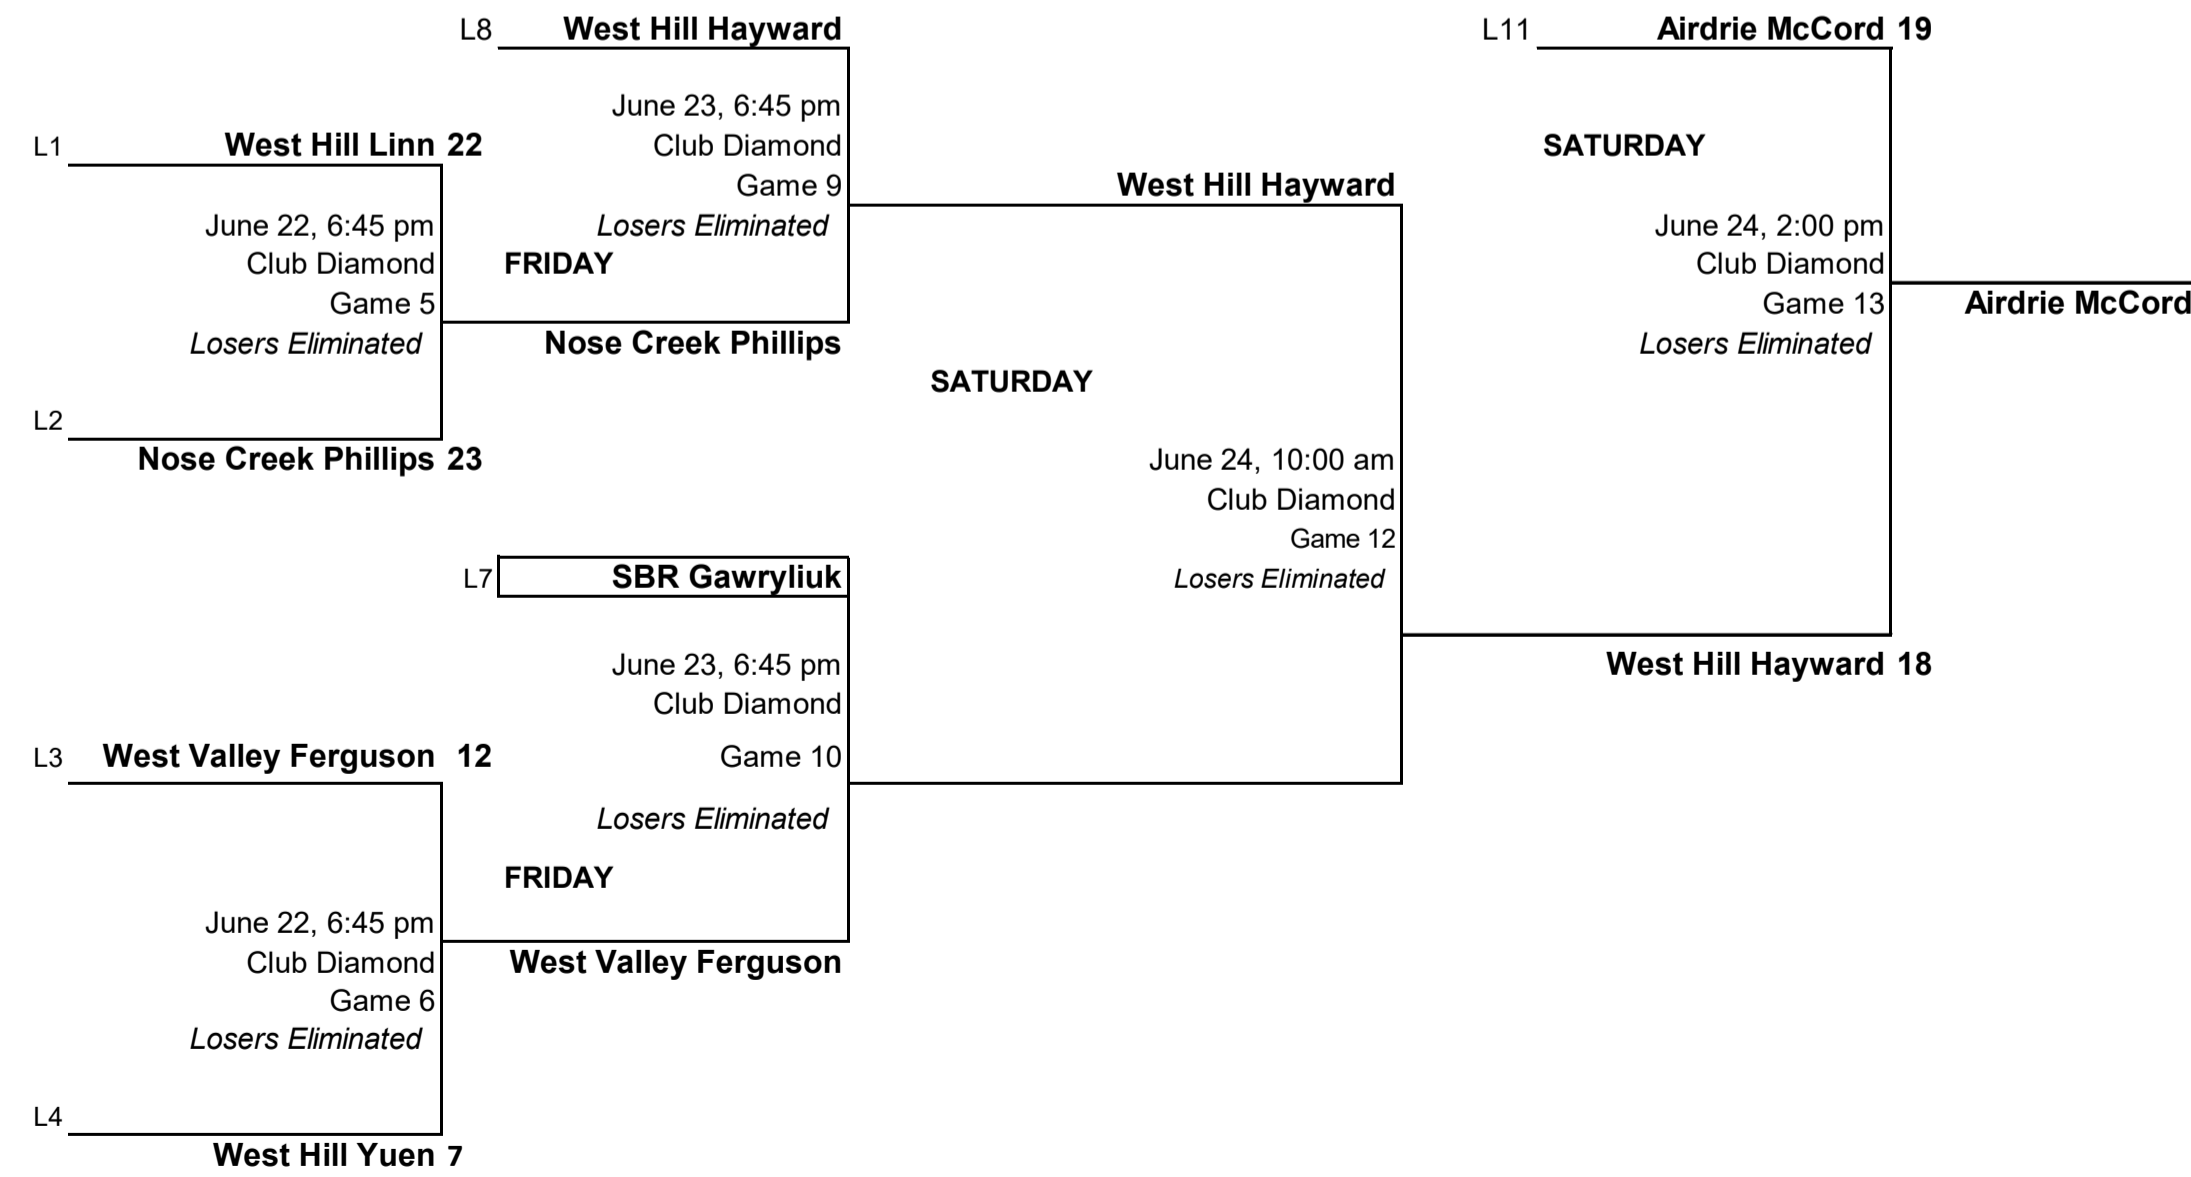 L8 West Hill Hayward
L11 Airdrie McCord 19
June 23, 6:45 pm
L1 West Hill Linn 22
Club Diamond
SATURDAY
Game 9
West Hill Hayward
June 22, 6:45 pm
Losers Eliminated
June 24, 2:00 pm
Club Diamond
FRIDAY
Club Diamond
Game 5
Game 13
Airdrie McCord
Losers Eliminated
Nose Creek Phillips
Losers Eliminated
SATURDAY
L2
Nose Creek Phillips 23
June 24, 10:00 am
Club Diamond
Game 12
L7 SBR Gawryliuk
Losers Eliminated
June 23, 6:45 pm
West Hill Hayward 18
Club Diamond
L3 West Valley Ferguson 12
Game 10
Losers Eliminated
FRIDAY
June 22, 6:45 pm
Club Diamond
West Valley Ferguson
Game 6
Losers Eliminated
L4
West Hill Yuen 7